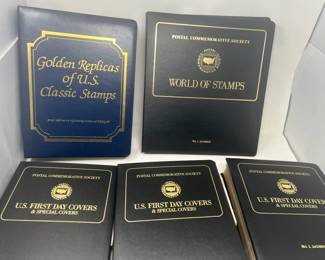 Golden Replicas
of U.S.
Classic Stamps
POSTAL COMMEMORATIVE SOCIETY
WORLD OF STAMPS
POSTAL COMMEMORATIVE SOCIETY
U.S. FIRST DAY COVERS
& SPECIAL COVERS
POSTAL COMMEMORATIVE SOCIETY
U.S. FIRST DAY COVERS
& SPECIAL COVERS
POSTAL COMMEMORATIVE SOCIETY
U.S. FIRST DAY COVERS
& SPECIAL COVERS